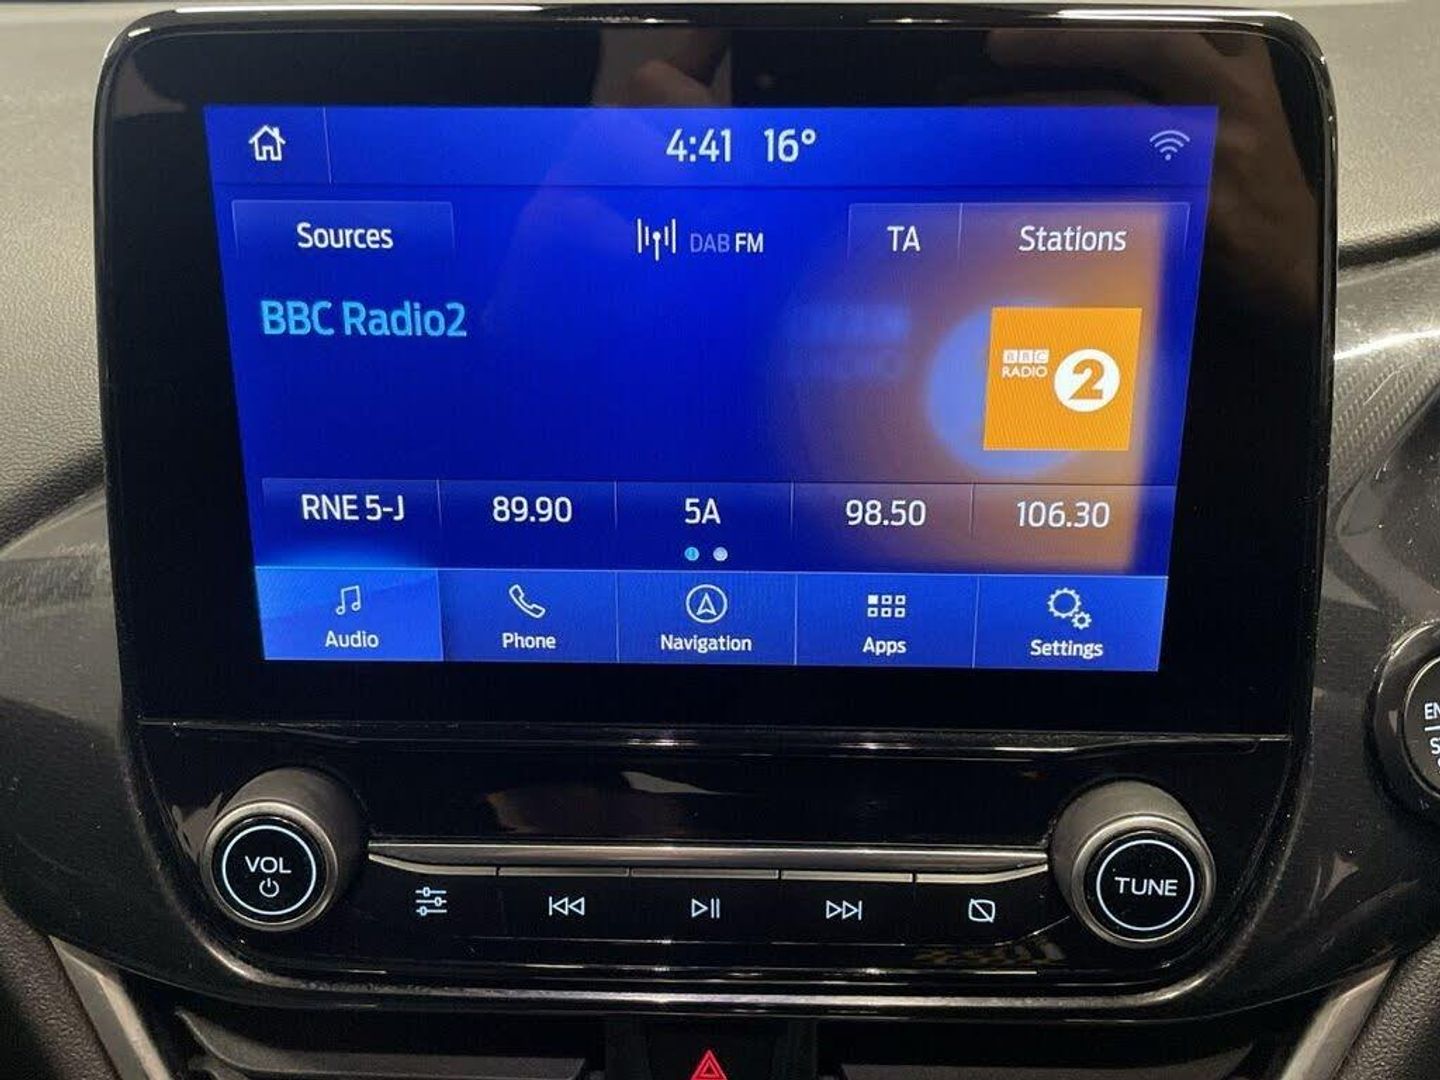 4:41 16°
Sources DAB FM TA Stations
BBC Radio2
BBC
RADIO 2
RNE 5-J 89.90 5A 98.50 106.30
Audio Phone Navigation Apps Settings
VOL
TUNE